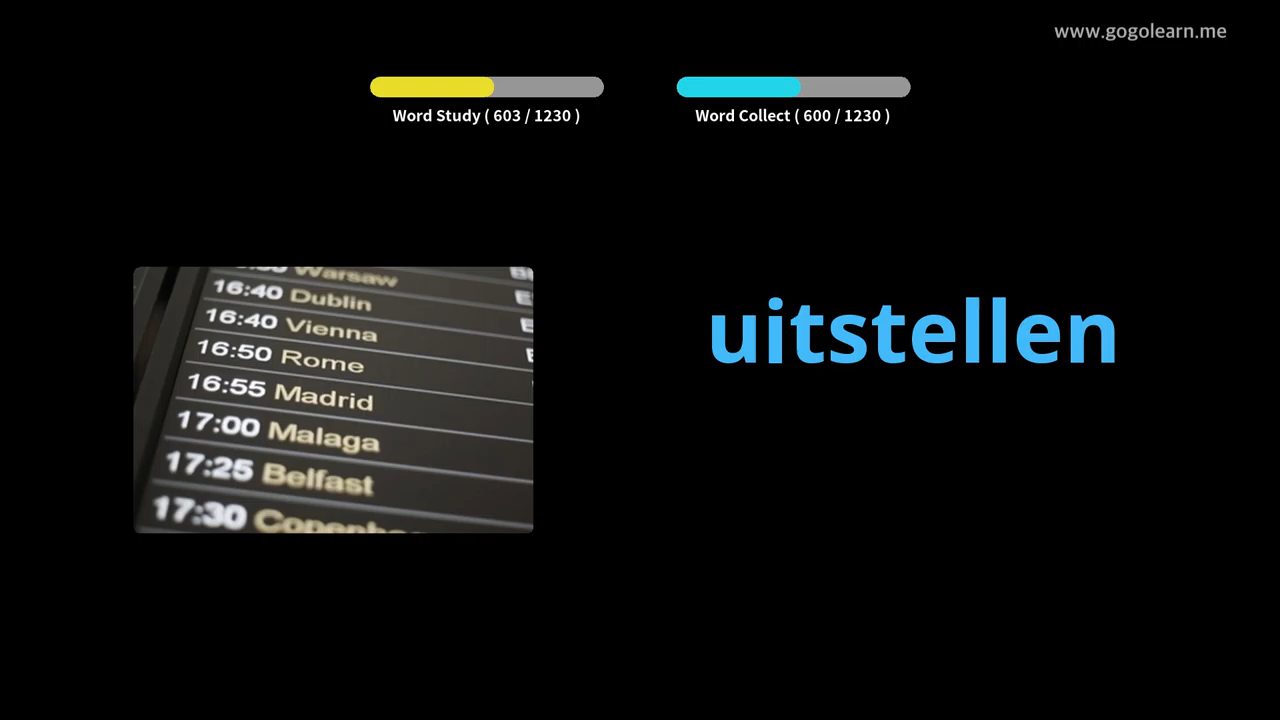 www.gogolearn.me
Word Study ( 603 / 1230 )
Word Collect ( 600 / 1230 )
Warsaw
16:40 Dublin
16:40 Vienna
16:50 Rome
16:55 Madrid
17:00 Malaga
17:25 Belfast
17:30
uitstellen